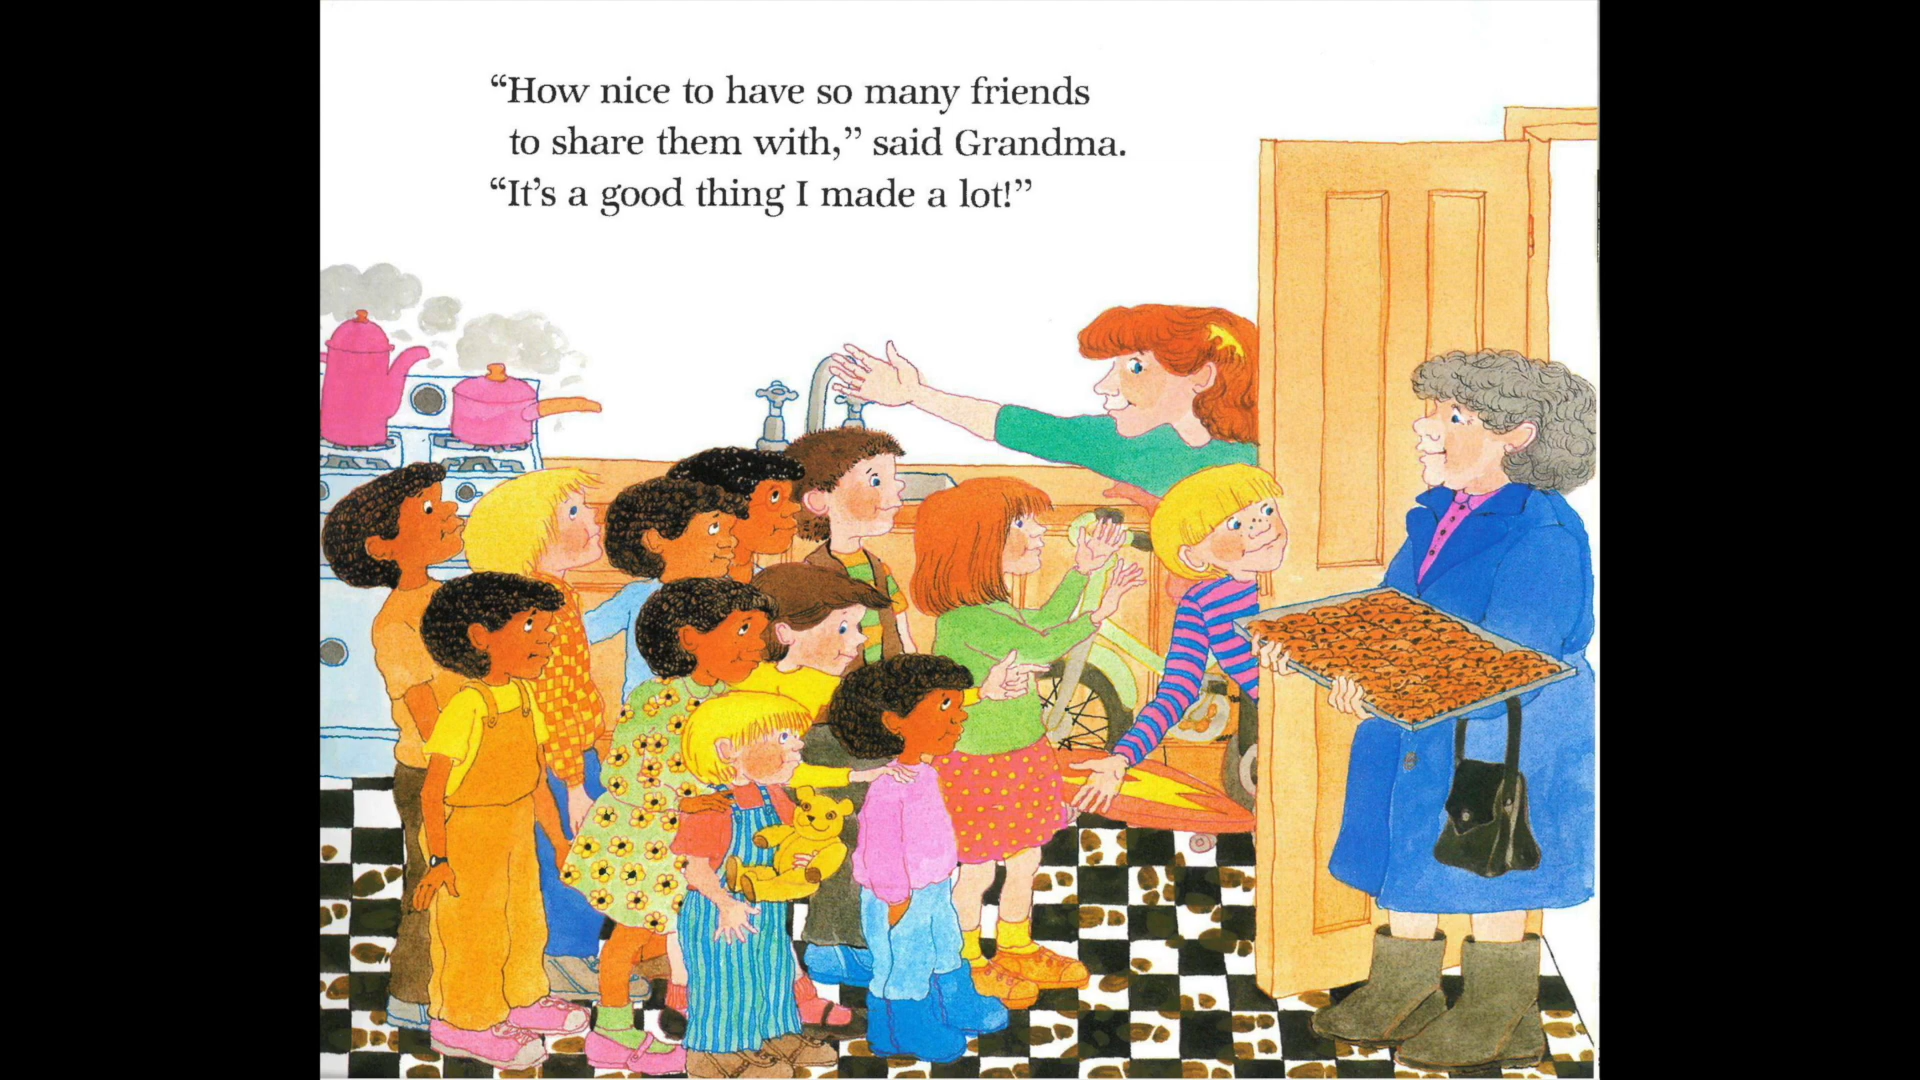 “How nice to have so many friends
to share them with,” said Grandma.
“It’s a good thing I made a lot!”